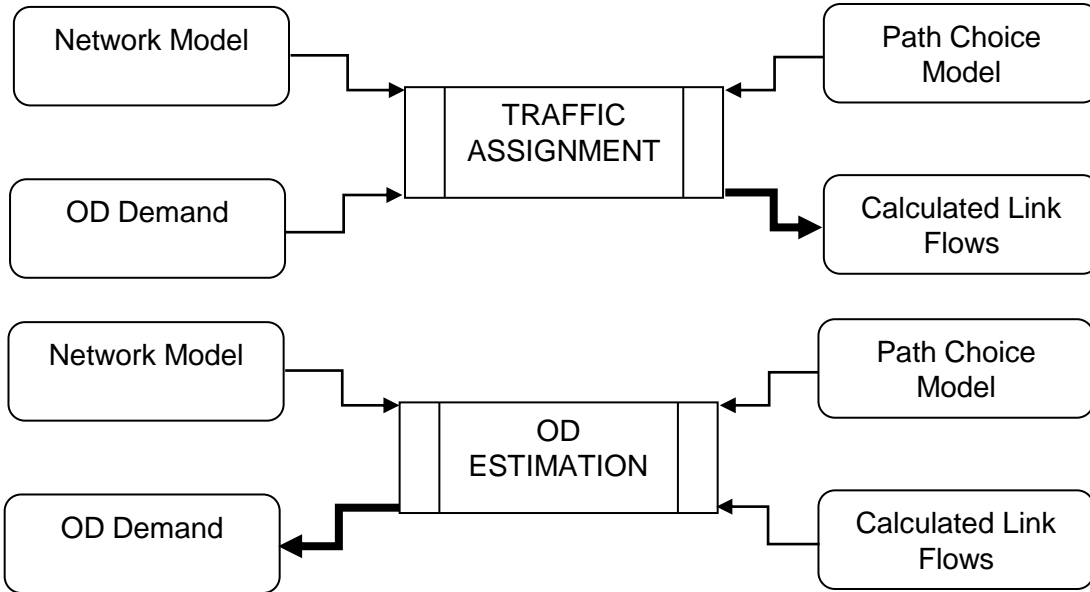 Network Model
Path Choice
Model
TRAFFIC
ASSIGNMENT
OD Demand
Calculated Link
Flows
Network Model
Path Choice
Model
OD
ESTIMATION
OD Demand
Calculated Link
Flows